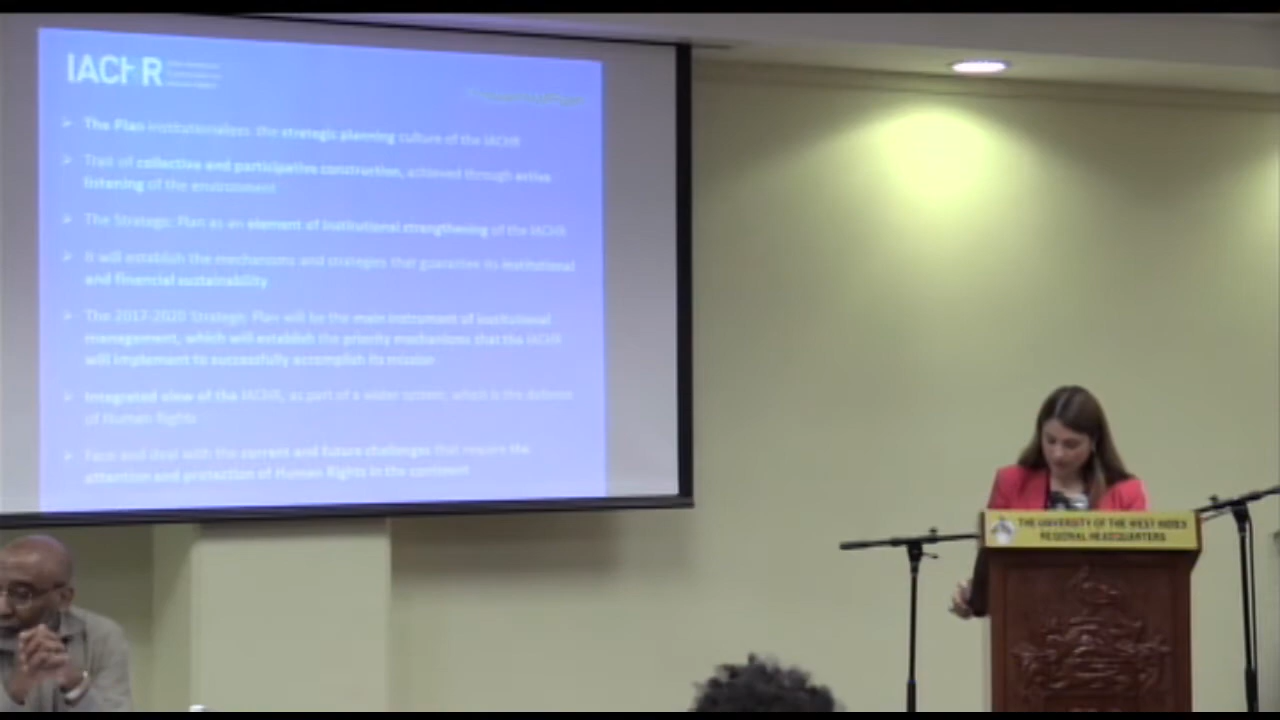 IACHR
➢ The Plan institutionalizes the strategic planning culture of the IACHR
➢ Trait of collective and participative construction, achieved through active
listening of the environment
➢ The Strategic Plan as an element of institutional strengthening of the IACHR
➢ It will establish the mechanisms and strategies that guarantee its institutional
and financial sustainability
➢ The 2017-2020 Strategic Plan will be the main instrument of institutional
management, which will establish the priority mechanisms that the IACHR
will implement to successfully accomplish its mission
➢ Integrated view of the IACHR, as part of a wider system, which is the defense
of Human Rights
➢ Face and deal with the current and future challenges that require the
attention and protection of Human Rights in the continent
THE UNIVERSITY OF THE WEST INDIES
REGIONAL HEADQUARTERS